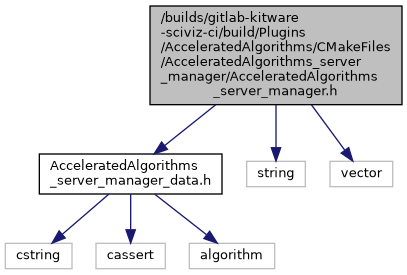 /builds/gitlab-kitware
-sciviz-ci/build/Plugins
/AcceleratedAlgorithms/CMakeFiles
/AcceleratedAlgorithms_server
_manager/AcceleratedAlgorithms
_server_manager.h
AcceleratedAlgorithms
_server_manager_data.h
string
vector
cstring
cassert
algorithm